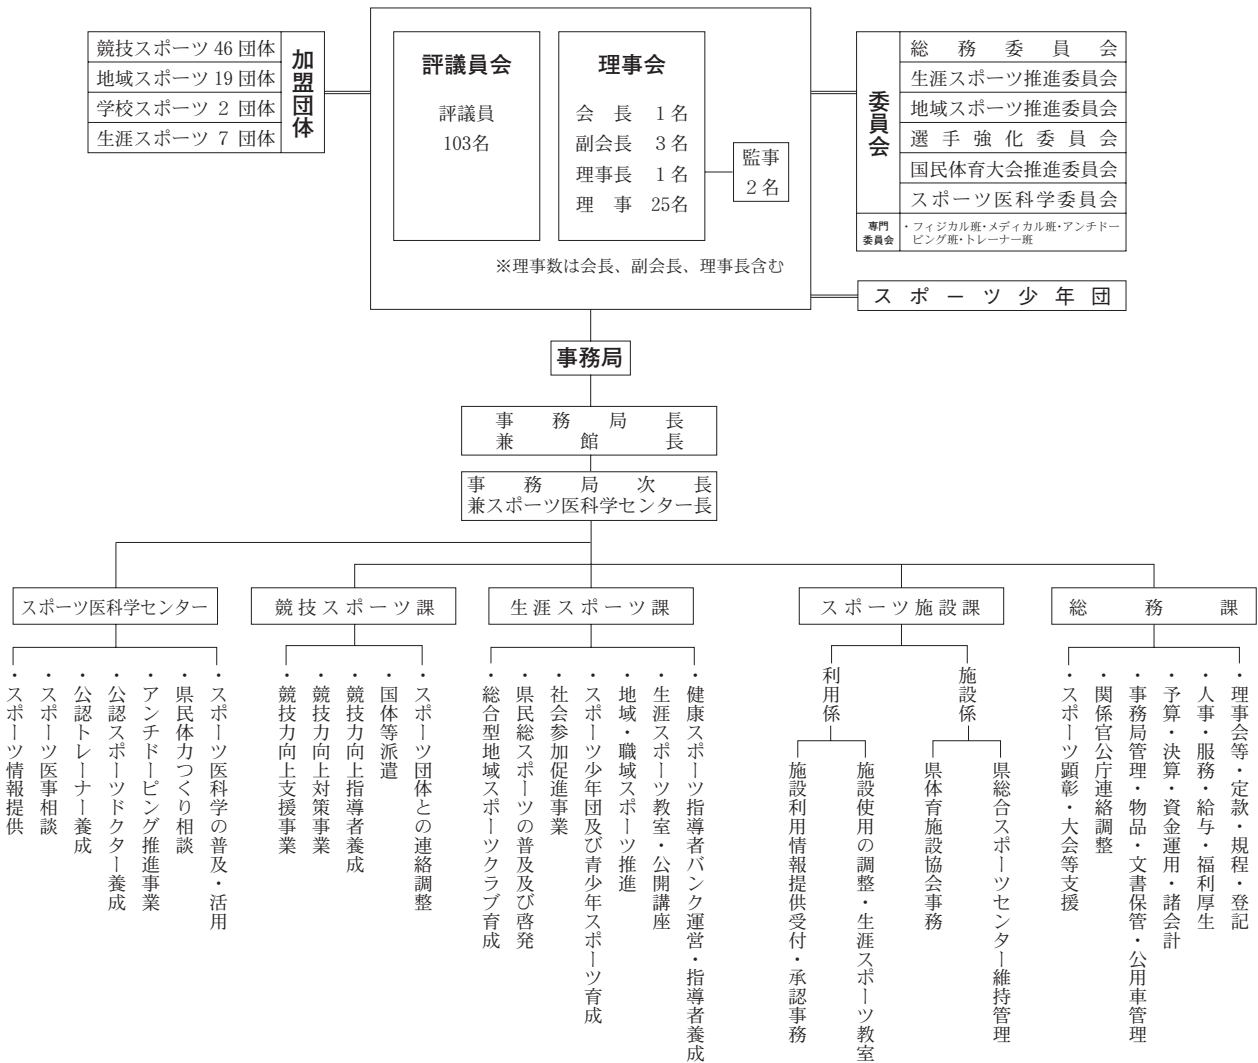 競技スポーツ 46 団体
地域スポーツ 19 団体
学校スポーツ 2 団体
生涯スポーツ 7 団体
加盟団体
評議員会
評議員
103名
理事会
会長 1名
副会長 3名
理事長 1名
理事 25名
監事
2名
※理事数は会長、副会長、理事長含む
委員会
総務委員会
生涯スポーツ推進委員会
地域スポーツ推進委員会
選手強化委員会
国民体育大会推進委員会
スポーツ医科学委員会
専門
委員会
・フィジカル班・メディカル班・アンチドー
ピング班・トレーナー班
スポーツ少年団
事務局
事務局長
兼館長
事務局次長
兼スポーツ医科学センター長
スポーツ医科学センター
・スポーツ医科学の普及・活用
・県民体力つくり相談
・アンチドーピング推進事業
・公認スポーツドクター養成
・公認トレーナー養成
・スポーツ医事相談
・スポーツ情報提供
競技スポーツ課
・スポーツ団体との連絡調整
・国体等派遣
・競技力向上指導者養成
・競技力向上対策事業
・競技力向上支援事業
生涯スポーツ課
・健康スポーツ指導者バンク運営・指導者養成
・生涯スポーツ教室・公開講座
・地域・職域スポーツ推進
・スポーツ少年団及び青少年スポーツ育成
・社会参加促進事業
・県民総スポーツの普及及び啓発
・総合型地域スポーツクラブ育成
スポーツ施設課
施設係
・県総合スポーツセンター維持管理
・県体育施設協会事務
利用係
・施設使用の調整・生涯スポーツ教室
・施設利用情報提供受付・承認事務
総務課
・理事会等・定款・規程・登記
・人事・服務・給与・福利厚生
・予算・決算・資金運用・諸会計
・事務局管理・物品・文書保管・公用車管理
・関係官公庁連絡調整
・スポーツ顕彰・大会等支援